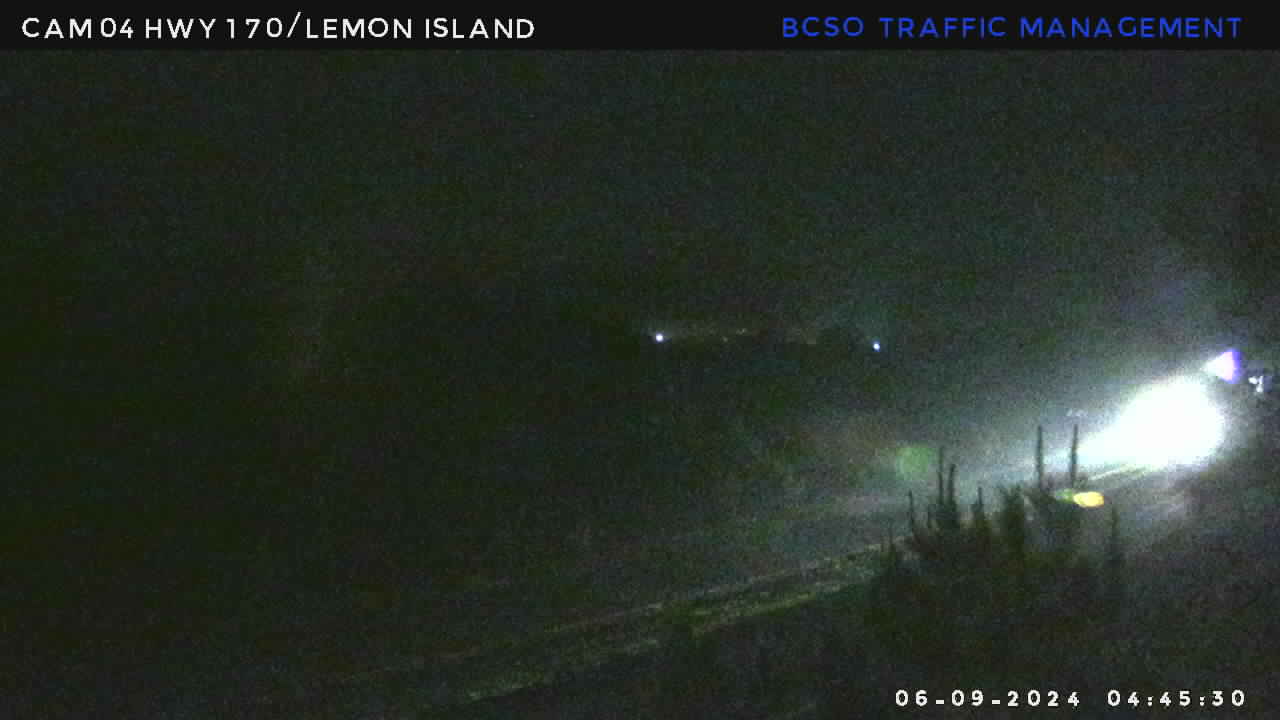 CAM04 HWY 170/LEMON ISLAND
BCSO TRAFFIC MANAGEMENT
06-09-2024 04:45:30